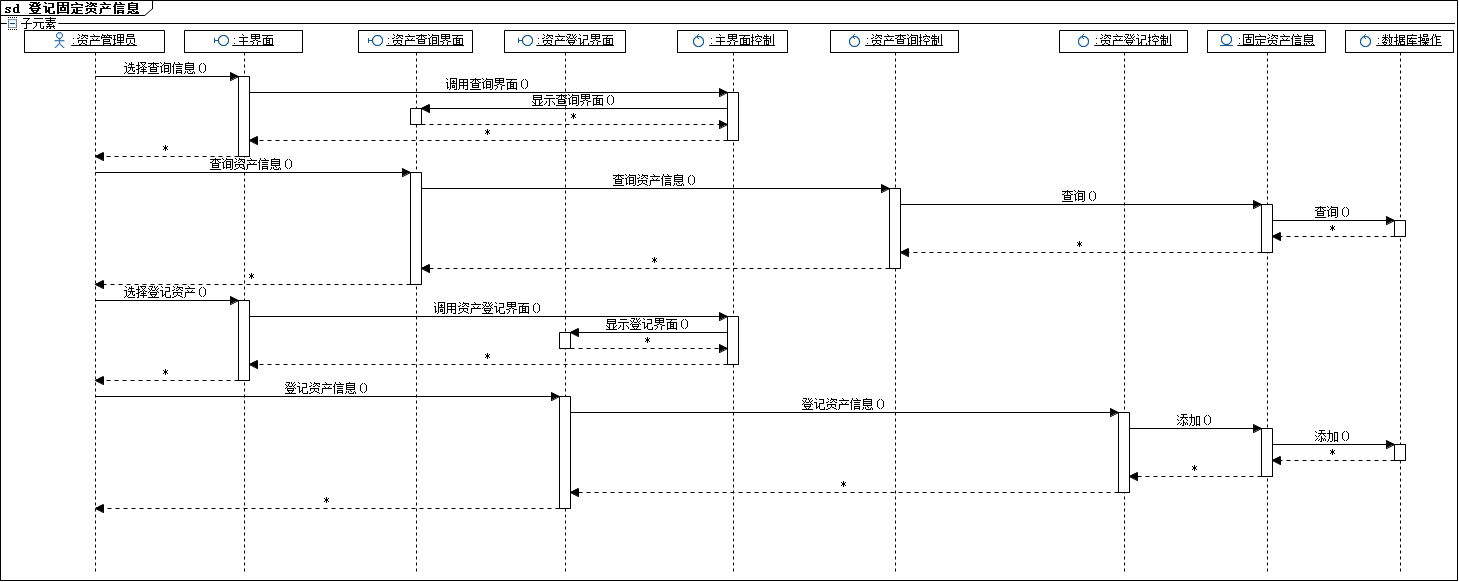 sd 登记固定资产信息
子元素
:资产管理员
:主界面
:资产查询界面
:资产登记界面
:主界面控制
:资产查询控制
:资产登记控制
:固定资产信息
:数据库操作
选择查询信息()
调用查询界面()
显示查询界面()
*
*
*
查询资产信息()
查询资产信息()
查询()
查询()
*
*
*
*
选择登记资产()
调用资产登记界面()
显示登记界面()
*
*
*
登记资产信息()
登记资产信息()
添加()
添加()
*
*
*
*